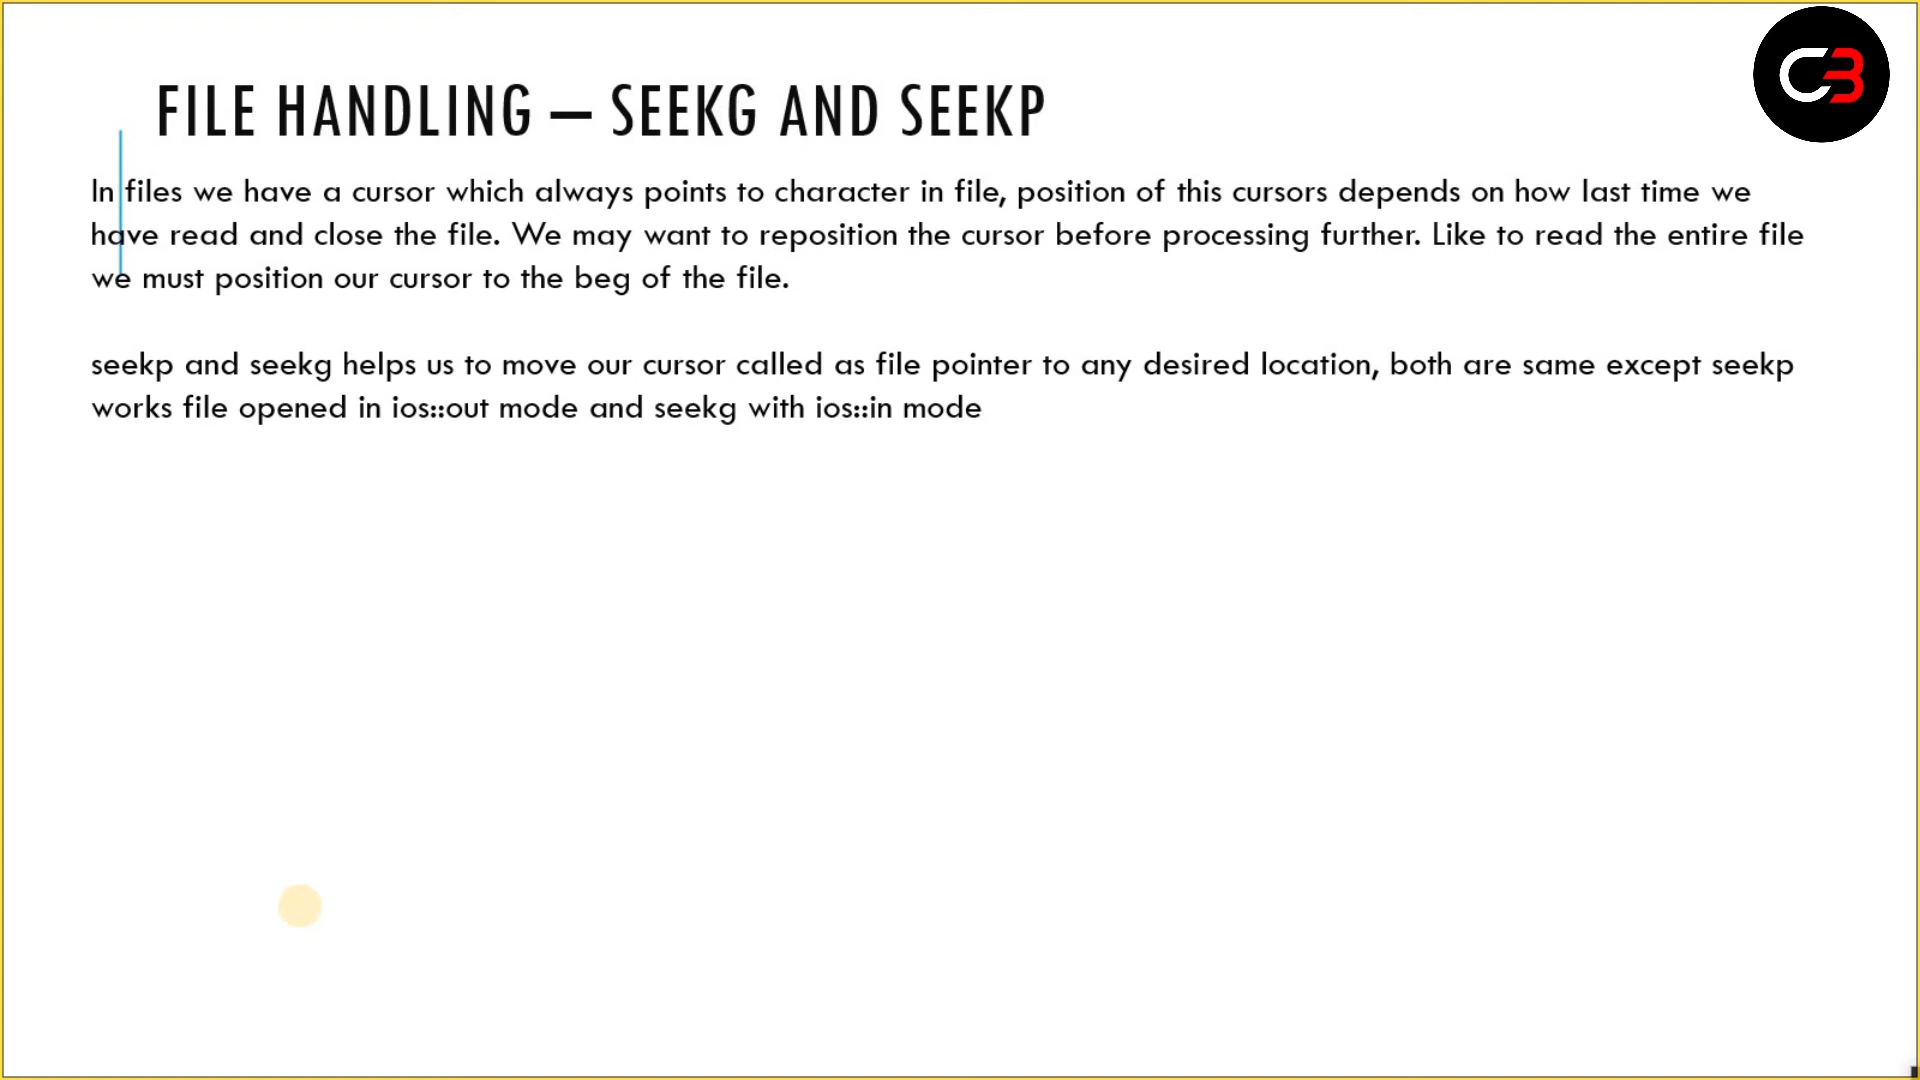 FILE HANDLING – SEEKG AND SEEKP
In files we have a cursor which always points to character in file, position of this cursors depends on how last time we
have read and close the file. We may want to reposition the cursor before processing further. Like to read the entire file
we must position our cursor to the beg of the file.
seekp and seekg helps us to move our cursor called as file pointer to any desired location, both are same except seekp
works file opened in ios::out mode and seekg with ios::in mode
CB